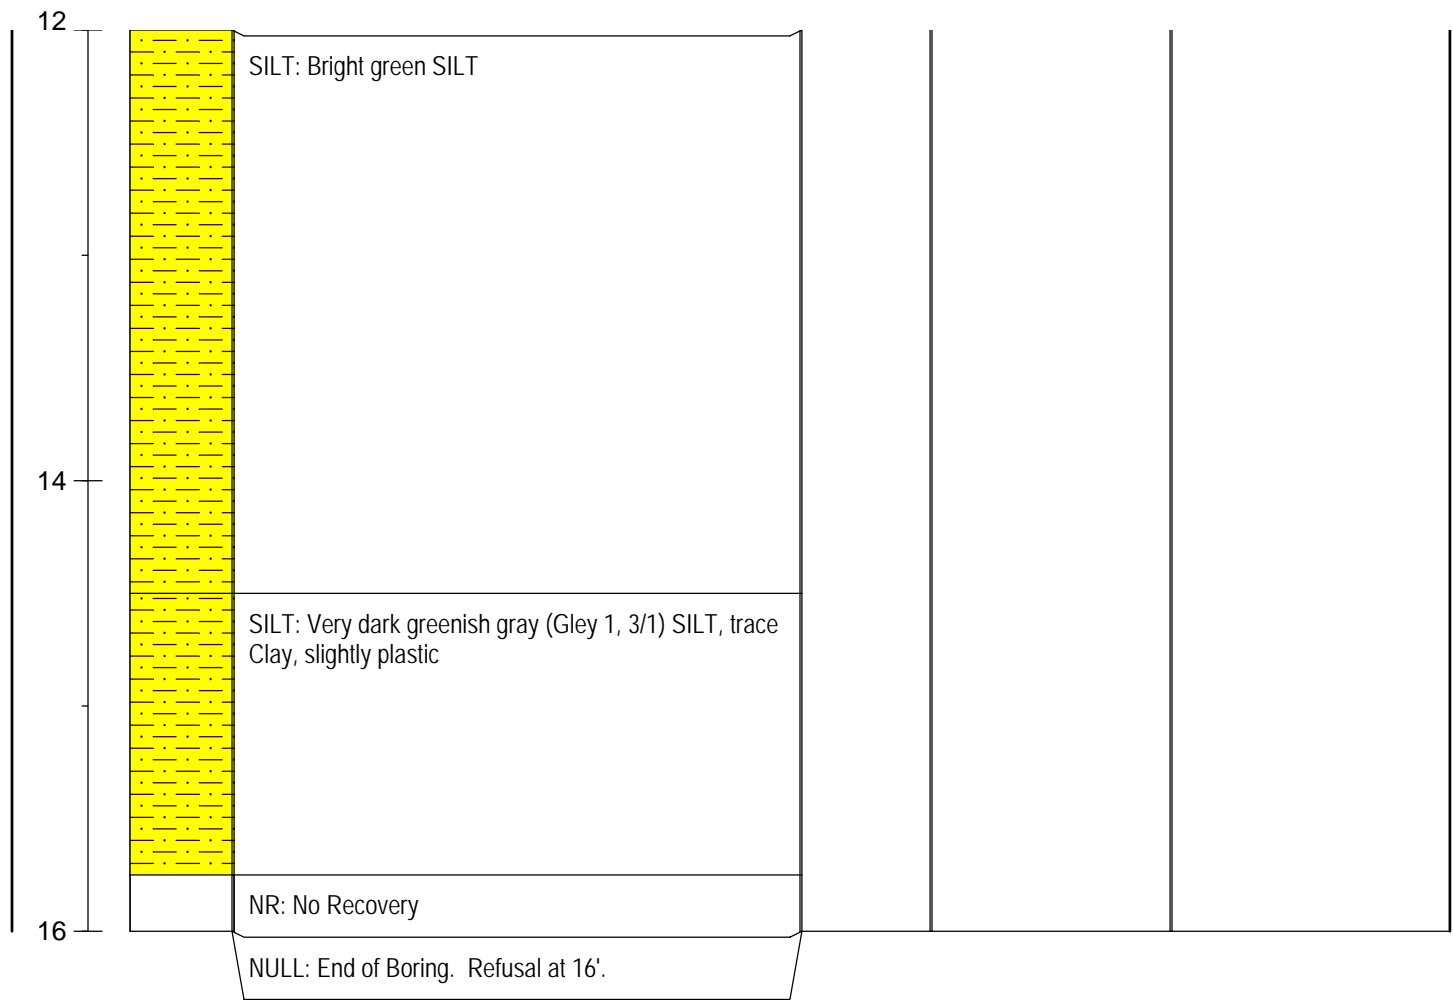 12
SILT: Bright green SILT
14
SILT: Very dark greenish gray (Gley 1, 3/1) SILT, trace
Clay, slightly plastic
NR: No Recovery
16
NULL: End of Boring.  Refusal at 16'.